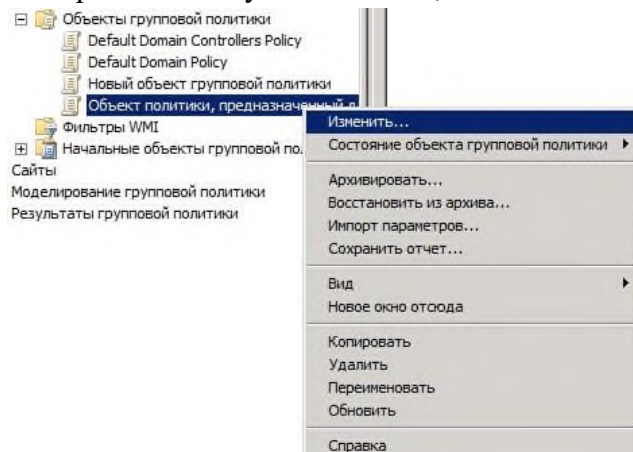 Объекты групповой политики
Default Domain Controllers Policy
Default Domain Policy
Новый объект групповой политики
Объект политики, предназначенный д
Фильтры WMI
Начальные объекты групповой по
Сайты
Моделирование групповой политики
Результаты групповой политики
Изменить...
Состояние объекта групповой политики
Архивировать...
Восстановить из архива...
Импорт параметров...
Сохранить отчет...
Вид
Новое окно отсюда
Копировать
Удалить
Переименовать
Обновить
Справка